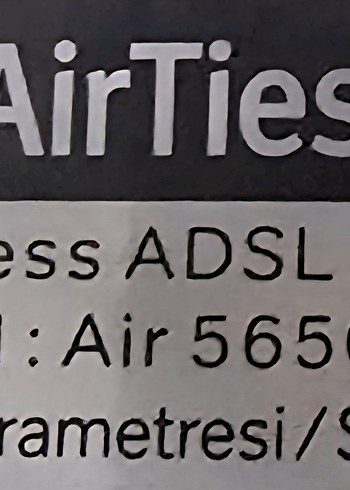 AirTies
ess ADSL
: Air 565
rametresi/S